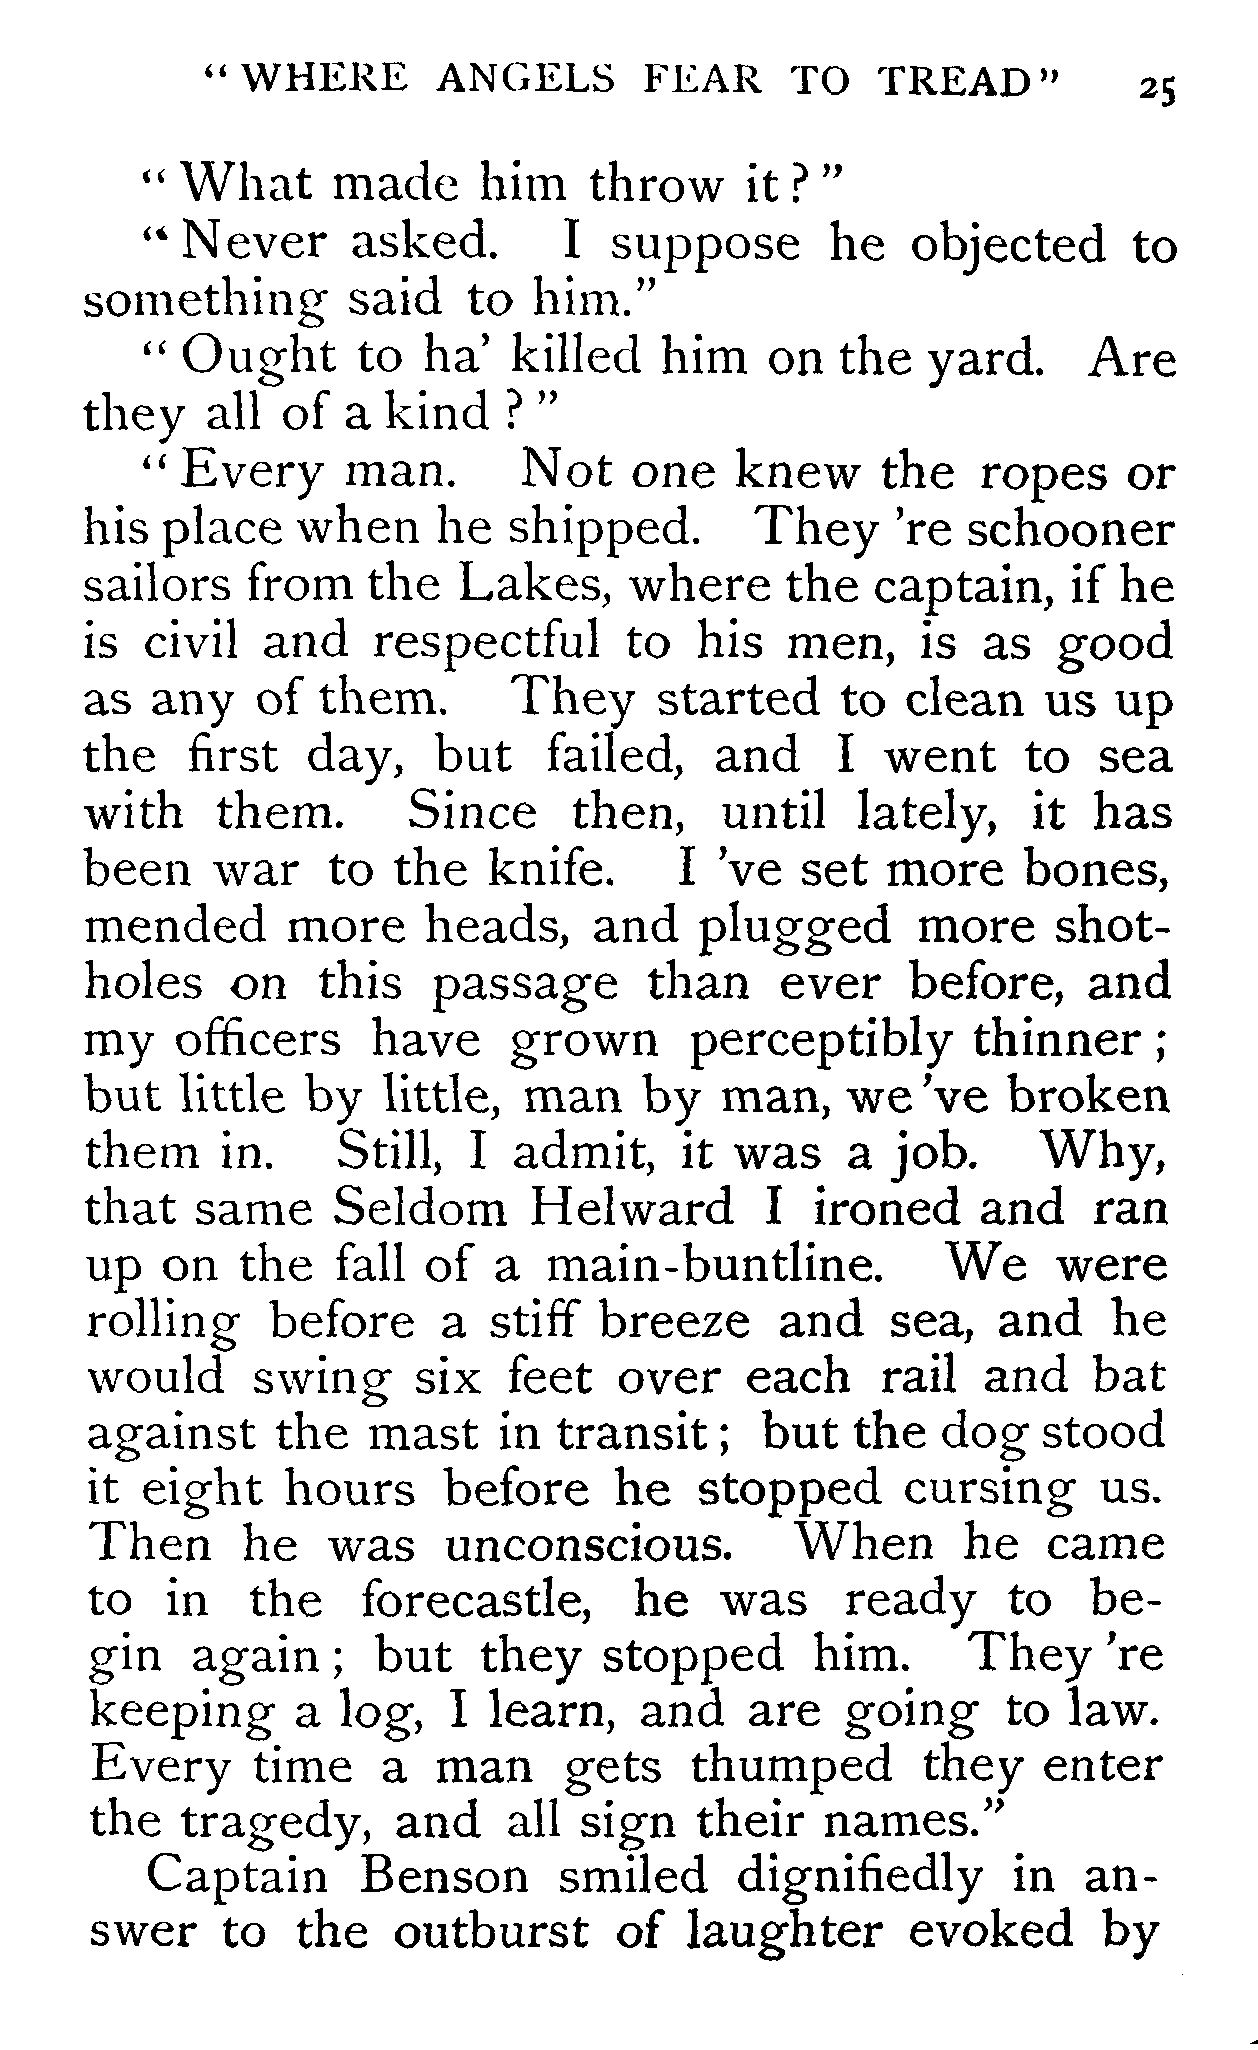 "WHERE ANGELS FEAR TO TREAD" 25
"What made him throw it?"
"Never asked. I suppose he objected to
something said to him."
"Ought to ha' killed him on the yard. Are
they all of a kind?"
"Every man. Not one knew the ropes or
his place when he shipped. They 're schooner
sailors from the Lakes, where the captain, if he
is civil and respectful to his men, is as good
as any of them. They started to clean us up
the first day, but failed, and I went to sea
with them. Since then, until lately, it has
been war to the knife. I 've set more bones,
mended more heads, and plugged more shot-
holes on this passage than ever before, and
my officers have grown perceptibly thinner;
but little by little, man by man, we 've broken
them in. Still, I admit, it was a job. Why,
that same Seldom Helward I ironed and ran
up on the fall of a main-buntline. We were
rolling before a stiff breeze and sea, and he
would swing six feet over each rail and bat
against the mast in transit; but the dog stood
it eight hours before he stopped cursing us.
Then he was unconscious. When he came
to in the forecastle, he was ready to be-
gin again; but they stopped him. They 're
keeping a log, I learn, and are going to law.
Every time a man gets thumped they enter
the tragedy, and all sign their names."
Captain Benson smiled dignifiedly in an-
swer to the outburst of laughter evoked by